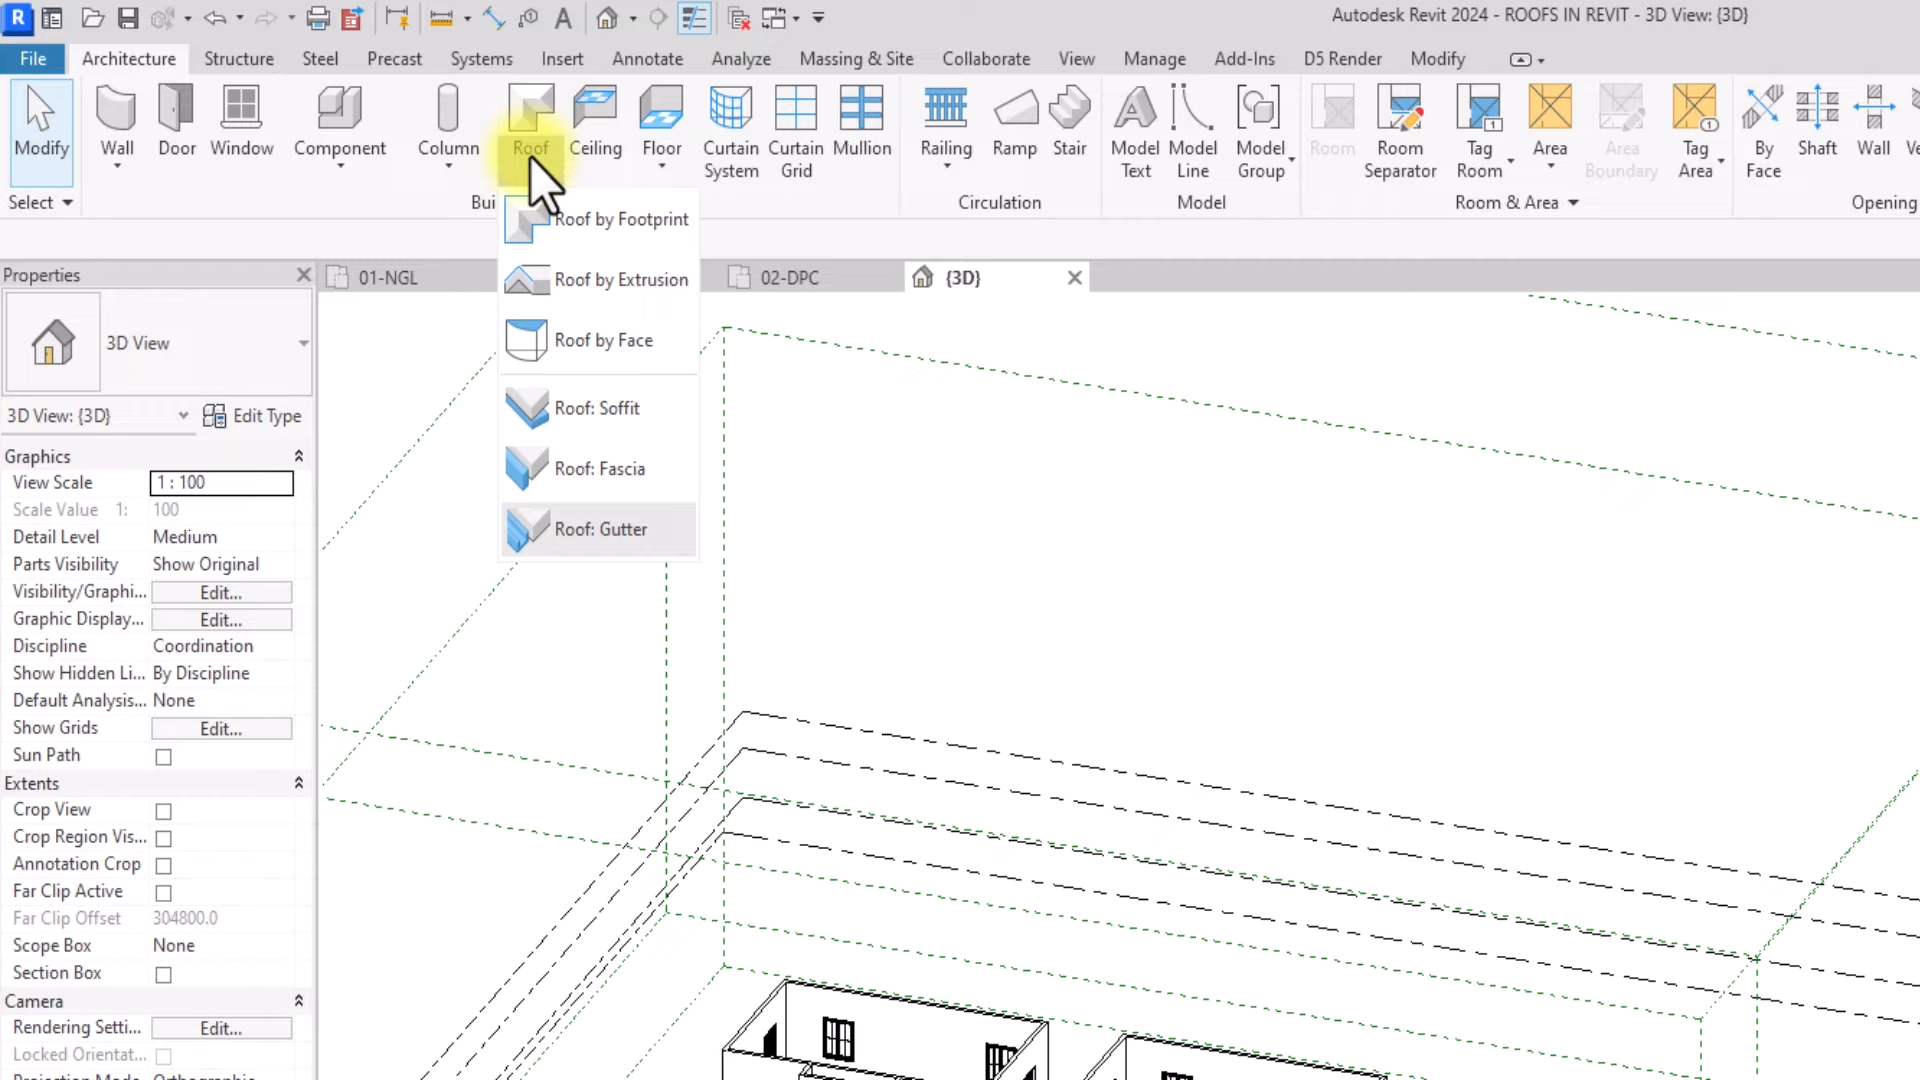 R
A
Autodesk Revit 2024 - ROOFS IN REVIT - 3D View: {3D}
File Architecture Structure Steel Precast Systems Insert Annotate Analyze Massing & Site Collaborate View Manage Add-Ins D5 Render Modify
Modify
Wall
Door
Window
Component
Column
Roof
Ceiling
Floor
Curtain
System
Curtain
Grid
Mullion
Railing
Ramp
Stair
Model
Text
Model
Line
Model
Group
Room
Room
Separator
Tag
Room
Area
Area
Boundary
Tag
Area
By
Face
Shaft
Wall
Select
Circulation
Model
Room & Area
Opening
Roof by Footprint
Roof by Extrusion
Roof by Face
Roof: Soffit
Roof: Fascia
Roof: Gutter
Properties
01-NGL
02-DPC
{3D}
3D View
3D View: {3D}
Edit Type
Graphics
View Scale 1 : 100
Scale Value 1: 100
Detail Level Medium
Parts Visibility Show Original
Visibility/Graphi... Edit...
Graphic Display... Edit...
Discipline Coordination
Show Hidden Li... By Discipline
Default Analysis... None
Show Grids Edit...
Sun Path
Extents
Crop View
Crop Region Vis...
Annotation Crop
Far Clip Active
Far Clip Offset 304800.0
Scope Box None
Section Box
Camera
Rendering Setti... Edit...
Locked Orientat...
Projection Mode Orthographic